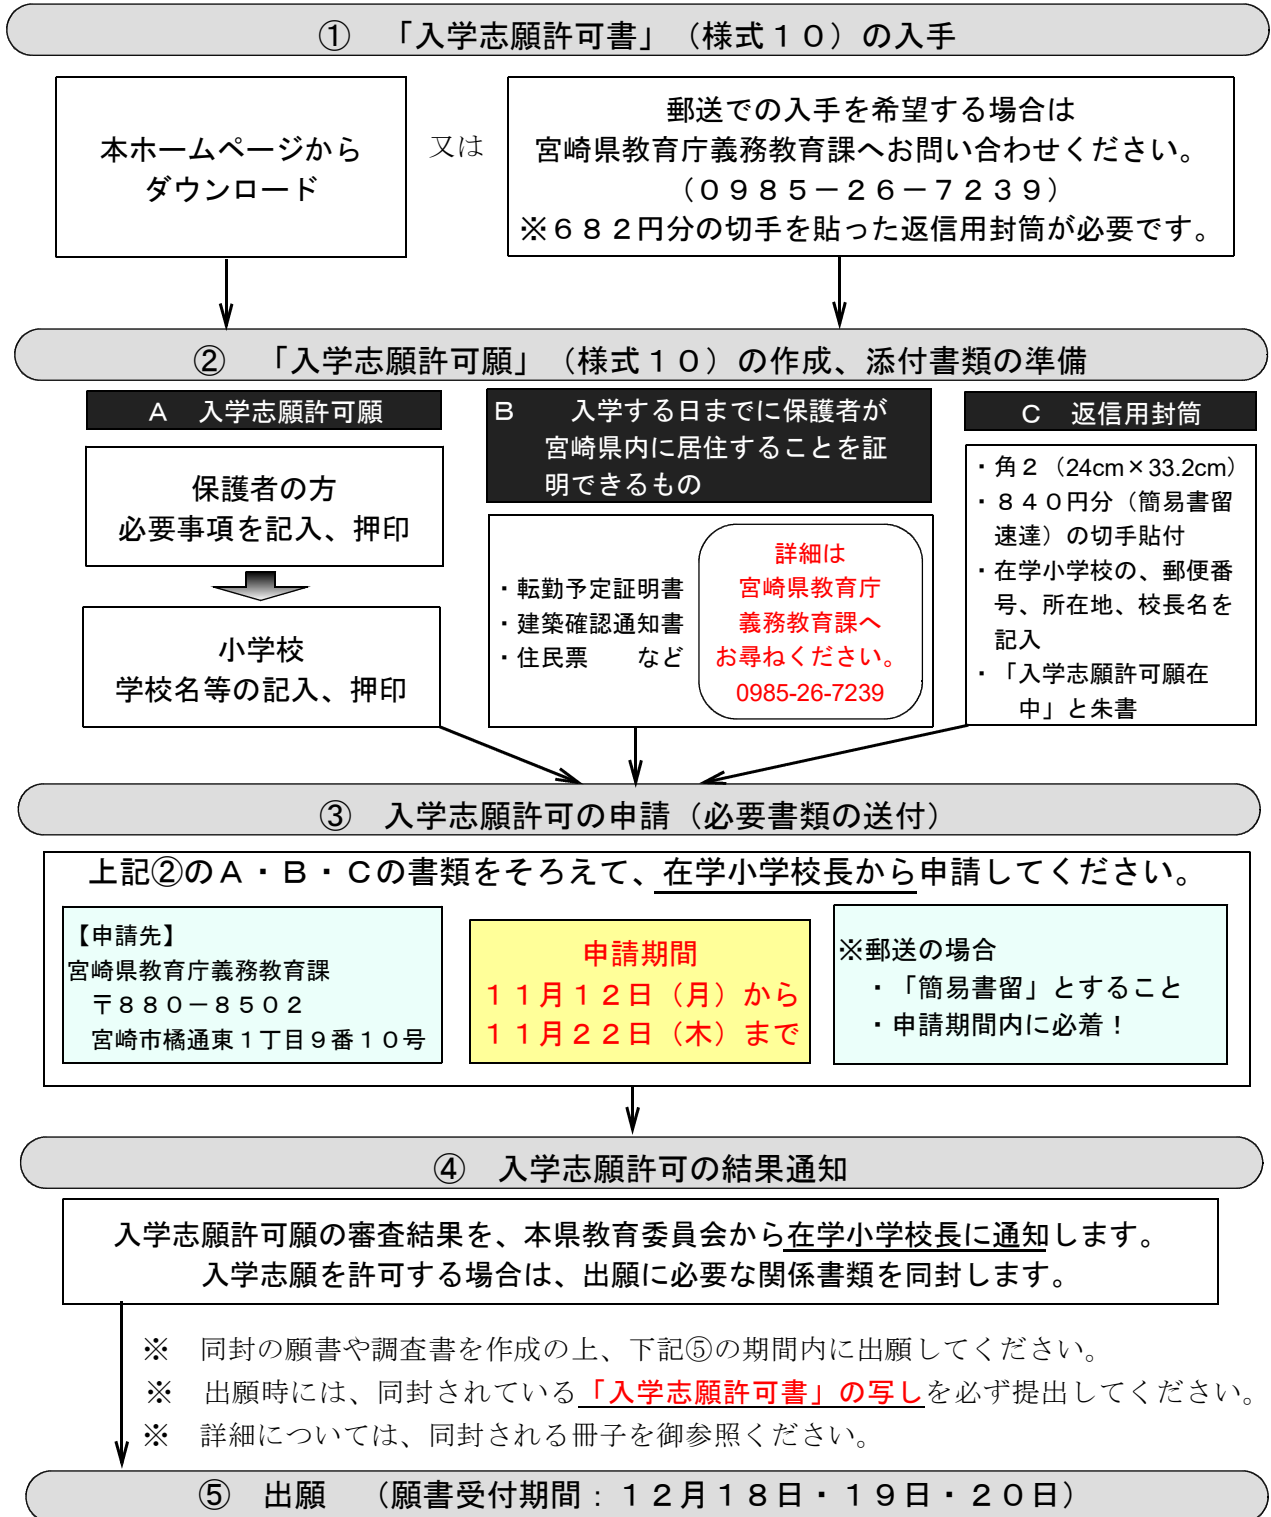 ① 「入学志願許可書」（様式１０）の入手
本ホームページから
ダウンロード
又は
郵送での入手を希望する場合は
宮崎県教育庁義務教育課へお問い合わせください。
（０９８５－２６－７２３９）
※６８２円分の切手を貼った返信用封筒が必要です。
② 「入学志願許可願」（様式１０）の作成、添付書類の準備
Ａ　入学志願許可願
保護者の方
必要事項を記入、押印
小学校
学校名等の記入、押印
Ｂ　　入学する日までに保護者が
宮崎県内に居住することを証
明できるもの
・転勤予定証明書
・建築確認通知書
・住民票　　など
詳細は
宮崎県教育庁
義務教育課へ
お尋ねください。
0985-26-7239
Ｃ　返信用封筒
・角２（24cm×33.2cm）
・８４０円分（簡易書留
速達）の切手貼付
・在学小学校の、郵便番
号、所在地、校長名を
記入
・「入学志願許可願在
中」と朱書
③　入学志願許可の申請（必要書類の送付）
上記②のＡ・Ｂ・Ｃの書類をそろえて、在学小学校長から申請してください。
【申請先】
宮崎県教育庁義務教育課
〒８８０－８５０２
宮崎市橘通東１丁目９番１０号
申請期間
１１月１２日（月）から
１１月２２日（木）まで
※郵送の場合
・「簡易書留」とすること
・申請期間内に必着！
④　入学志願許可の結果通知
入学志願許可願の審査結果を、本県教育委員会から在学小学校長に通知します。
入学志願を許可する場合は、出願に必要な関係書類を同封します。
※　同封の願書や調査書を作成の上、下記⑤の期間内に出願してください。
※　出願時には、同封されている「入学志願許可書」の写しを必ず提出してください。
※　詳細については、同封される冊子を御参照ください。
⑤　出願　（願書受付期間：１２月１８日・１９日・２０日）